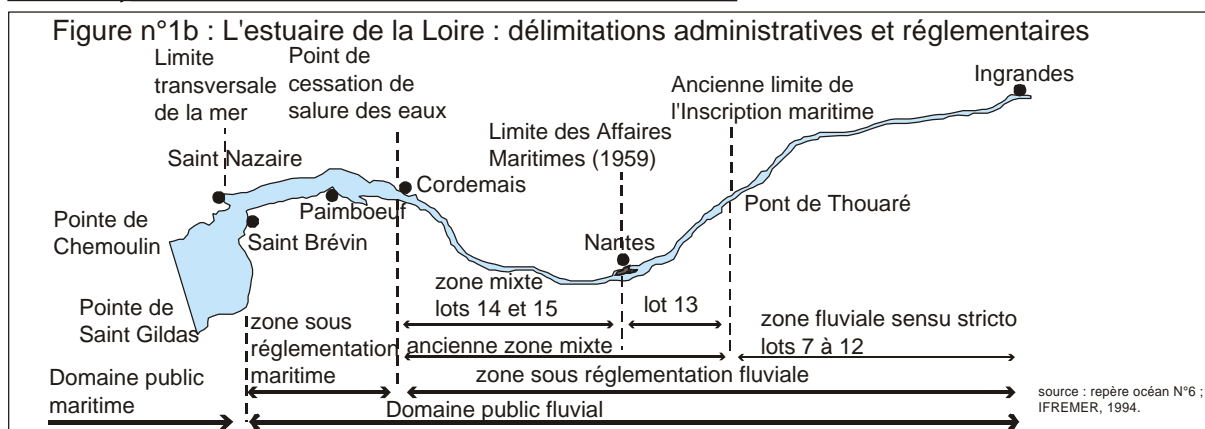 Figure n°1b : L'estuaire de la Loire : délimitations administratives et réglementaires
Limite
transversale
de la mer
Point de
cessation de
salure des eaux
Ancienne limite de
l'Inscription maritime
Ingrandes
Limite des Affaires
Maritimes (1959)
Saint Nazaire
Cordemais
Paimboeuf
Pont de Thouaré
Pointe de
Chemoulin
Saint Brévin
Nantes
zone mixte
lots 14 et 15
lot 13
Pointe de
Saint Gildas
zone sous
réglementation
maritime
ancienne zone mixte
zone fluviale sensu stricto
lots 7 à 12
Domaine public
maritime
zone sous réglementation fluviale
Domaine public fluvial
source : repère océan N°6 ;
IFREMER, 1994.